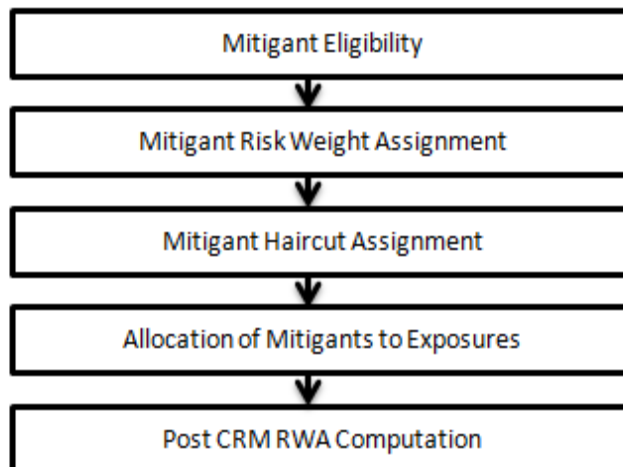 Mitigant Eligibility
Mitigant Risk Weight Assignment
Mitigant Haircut Assignment
Allocation of Mitigants to Exposures
Post CRM RWA Computation